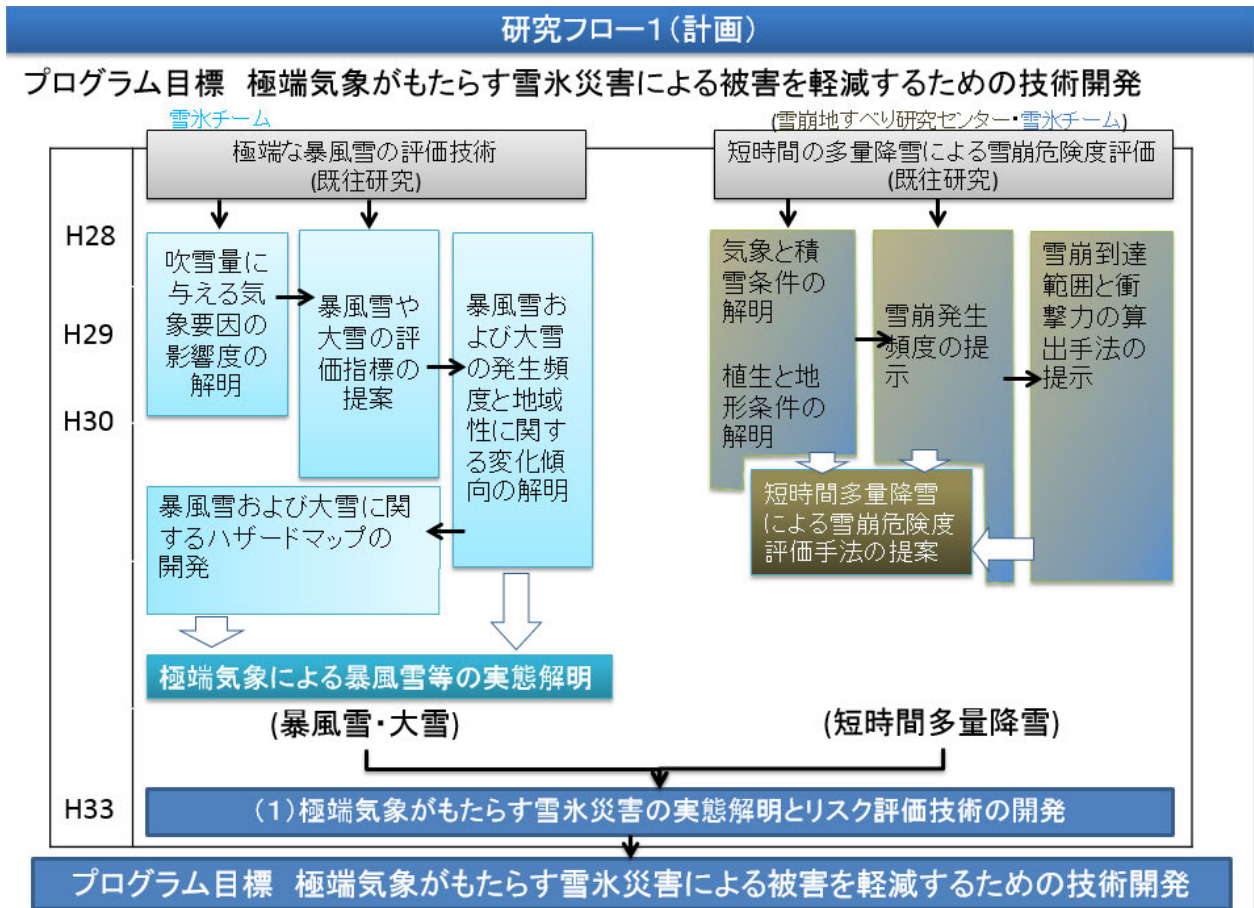 研究フロー1(計画)
プログラム目標 極端気象がもたらす雪氷災害による被害を軽減するための技術開発
雪氷チーム
(雪崩地すべり研究センター・雪氷チーム)
極端な暴風雪の評価技術
(既往研究)
短時間の多量降雪による雪崩危険度評価
(既往研究)
H28
H29
H30
H33
吹雪量に
与える気
象要因の
影響度の
解明
暴風雪や
大雪の評
価指標の
提案
暴風雪お
よび大雪
の発生頻
度と地域
性に関す
る変化傾
向の解明
暴風雪および大雪に関
するハザードマップの
開発
気象と積
雪条件の
解明
植生と地
形条件の
解明
雪崩発生
頻度の提
示
雪崩到達
範囲と衝
撃力の算
出手法の
提示
短時間多量降雪
による雪崩危険度
評価手法の提案
極端気象による暴風雪等の実態解明
(暴風雪・大雪)
(短時間多量降雪)
(1)極端気象がもたらす雪氷災害の実態解明とリスク評価技術の開発
プログラム目標 極端気象がもたらす雪氷災害による被害を軽減するための技術開発